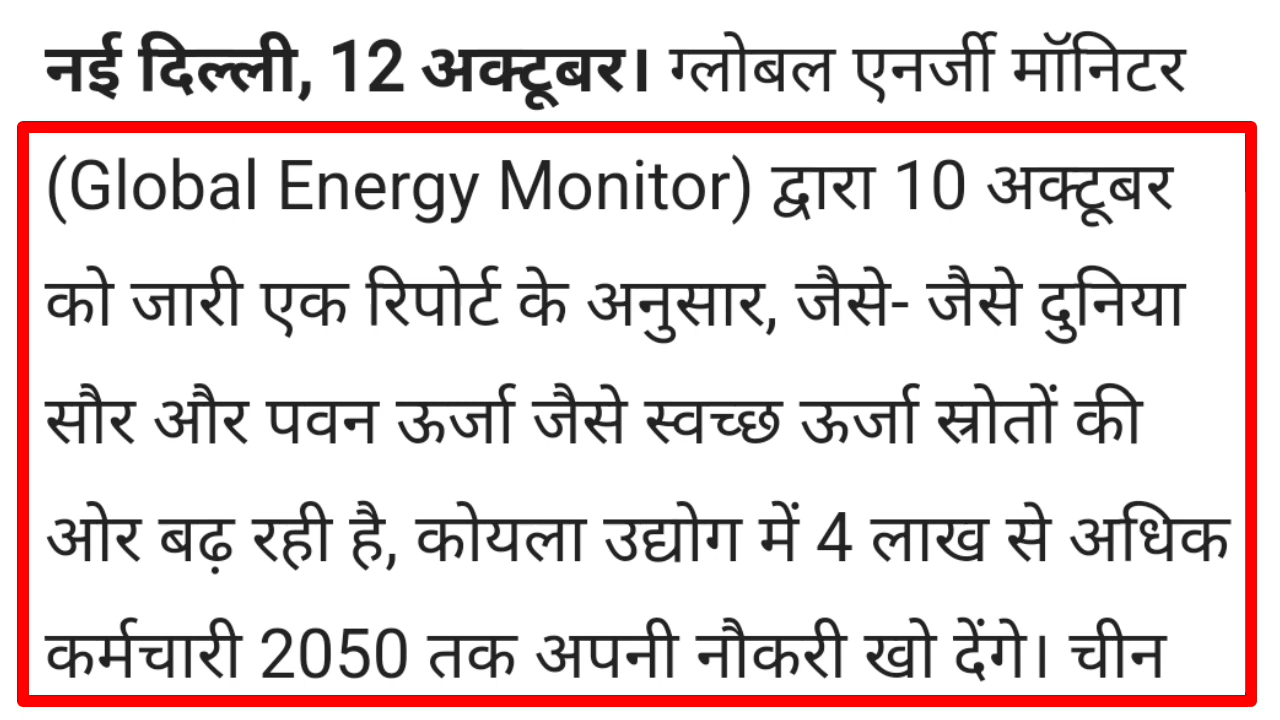 नई दिल्ली, 12 अक्टूबर। ग्लोबल एनर्जी मॉनिटर
(Global Energy Monitor) द्वारा 10 अक्टूबर
को जारी एक रिपोर्ट के अनुसार, जैसे- जैसे दुनिया
सौर और पवन ऊर्जा जैसे स्वच्छ ऊर्जा स्रोतों की
ओर बढ़ रही है, कोयला उद्योग में 4 लाख से अधिक
कर्मचारी 2050 तक अपनी नौकरी खो देंगे। चीन